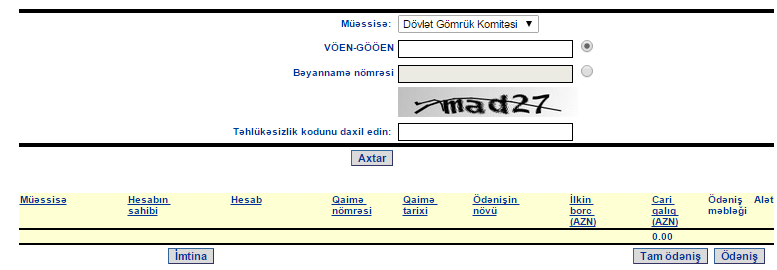 Müəssisə: Dövlət Gömrük Komitəsi
VÖEN-GÖÖEN
Bəyannamə nömrəsi
mad27
Təhlükəsizlik kodunu daxil edin:
Axtar
Müəssisə Hesabın sahibi Hesab Qaimə nömrəsi Qaimə tarixi Ödənişin növü İlkin borc (AZN) Cari qalıq (AZN) Ödəniş məbləği Alət
0.00
İmtina Tam ödəniş Ödəniş